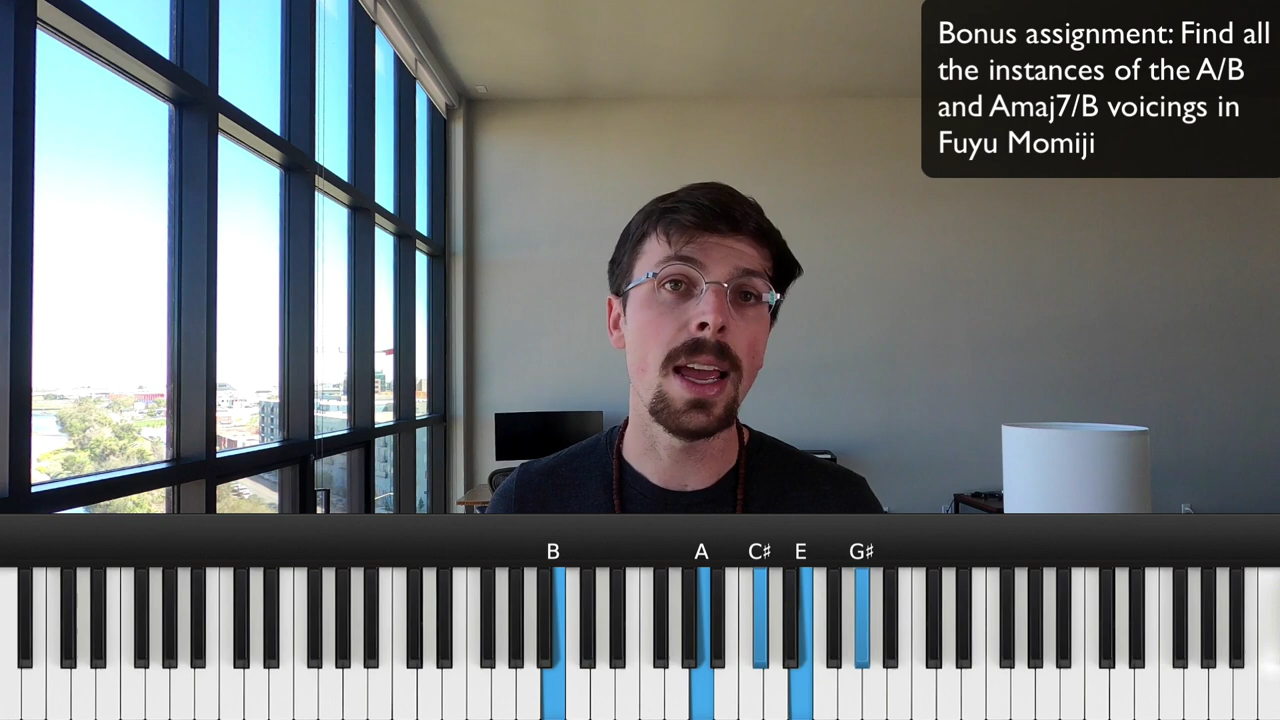 Bonus assignment: Find all
the instances of the A/B
and Amaj7/B voicings in
Fuyu Momiji
B A C♯ E G♯